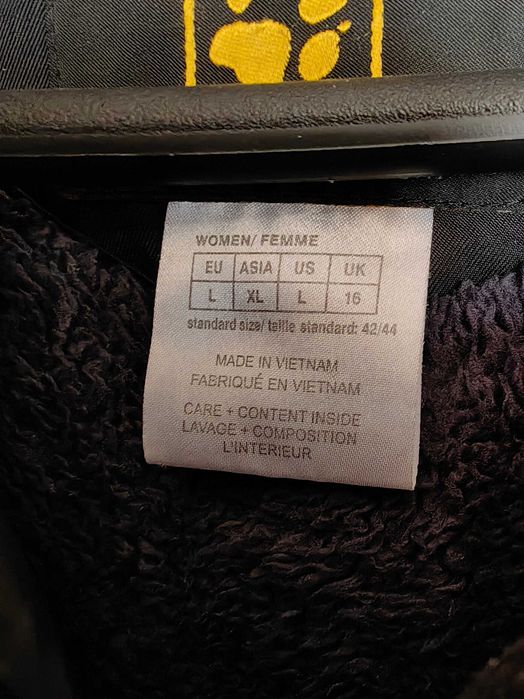 WOMEN/ FEMME
EU ASIA US UK
L XL L 16
standard size/ taille standard: 42/44
MADE IN VIETNAM
FABRIQUÉ EN VIETNAM
CARE + CONTENT INSIDE
LAVAGE + COMPOSITION
L'INTERIEUR